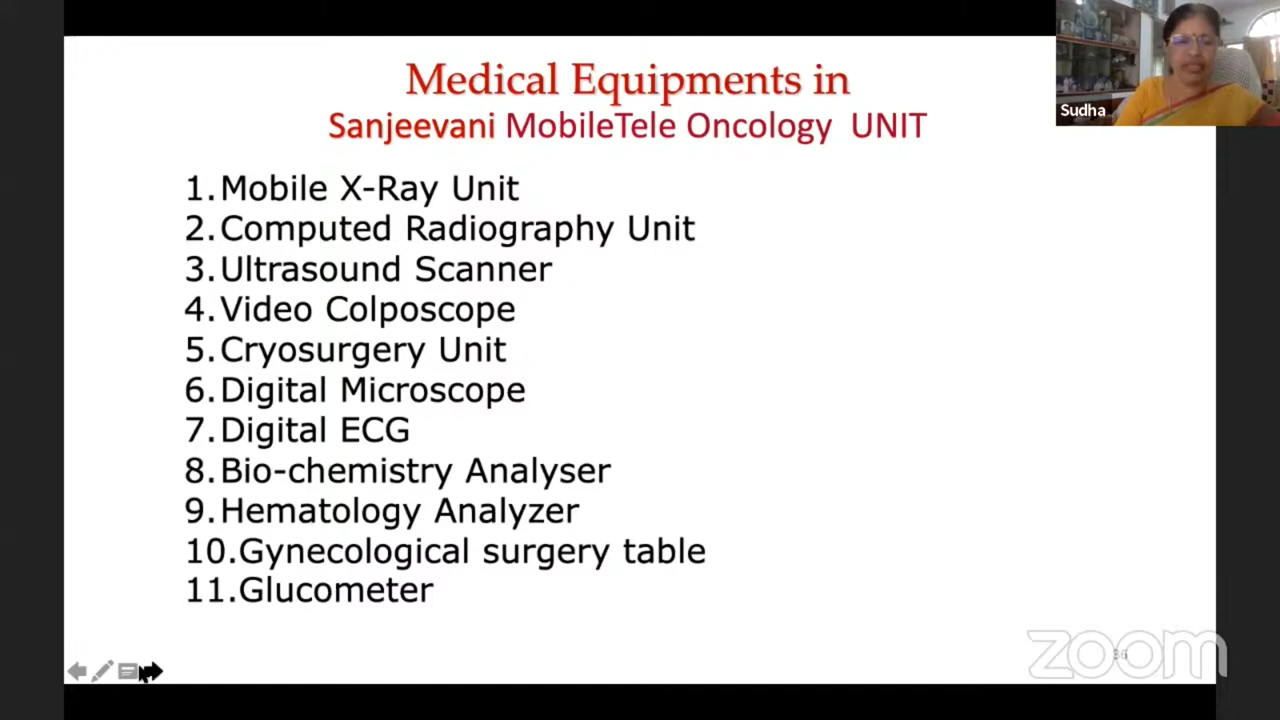 Medical Equipments in
Sanjeevani MobileTele Oncology UNIT
1.Mobile X-Ray Unit
2.Computed Radiography Unit
3.Ultrasound Scanner
4.Video Colposcope
5.Cryosurgery Unit
6.Digital Microscope
7.Digital ECG
8.Bio-chemistry Analyser
9.Hematology Analyzer
10.Gynecological surgery table
11.Glucometer
Sudha
zoom
36